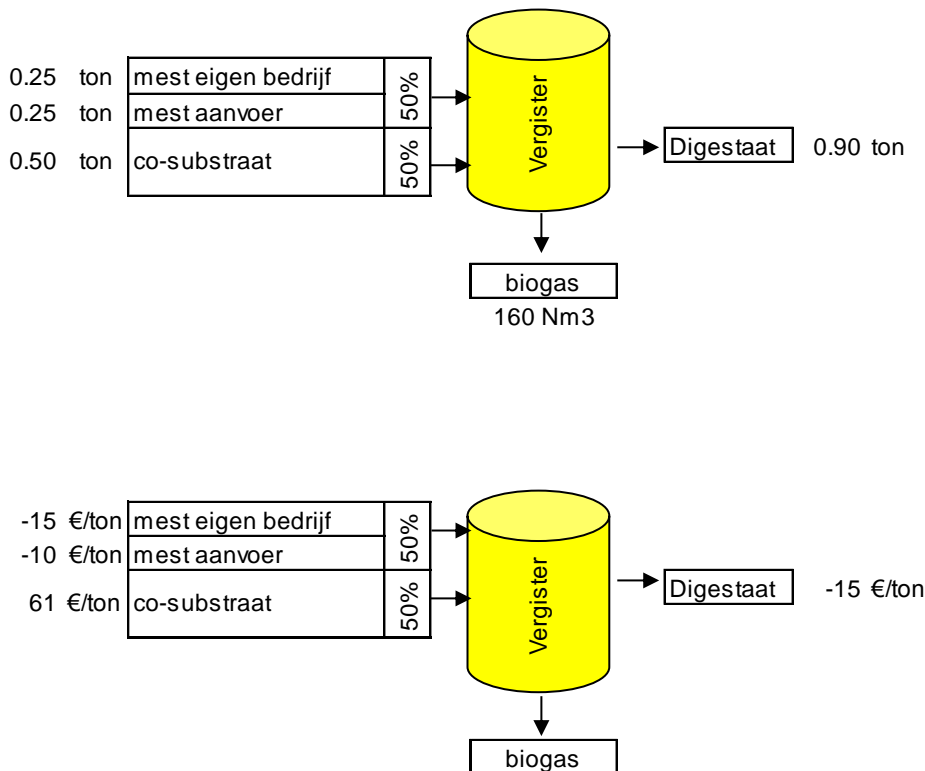 0.25 ton mest eigen bedrijf
0.25 ton mest aanvoer
50%
0.50 ton co-substraat
50%
Vergister
Digestaat 0.90 ton
biogas
160 Nm3
-15 €/ton mest eigen bedrijf
-10 €/ton mest aanvoer
50%
61 €/ton co-substraat
50%
Vergister
Digestaat -15 €/ton
biogas